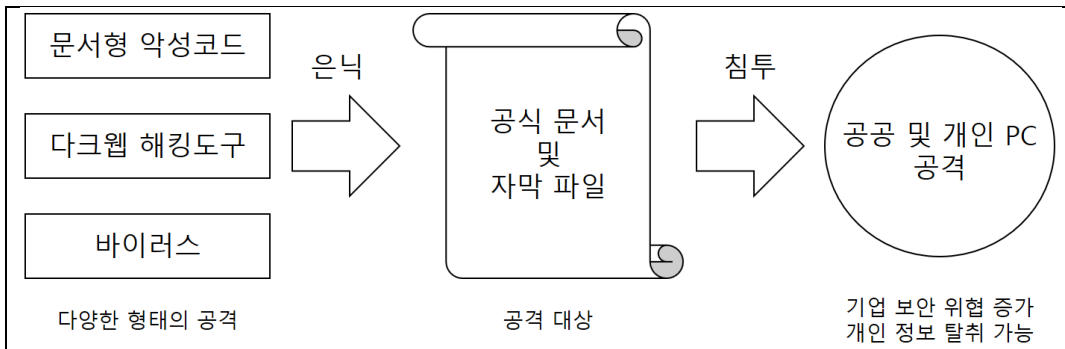 문서형 악성코드
다크웹 해킹도구
바이러스
다양한 형태의 공격
은닉
공식 문서
및
자막 파일
공격 대상
침투
공공 및 개인 PC
공격
기업 보안 위협 증가
개인 정보 탈취 가능